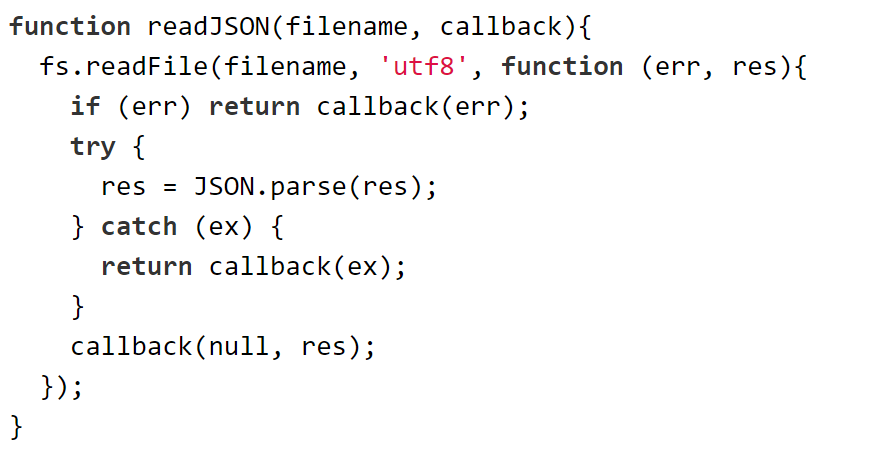 function readJSON(filename, callback){
  fs.readFile(filename, 'utf8', function (err, res){
    if (err) return callback(err);
    try {
      res = JSON.parse(res);
    } catch (ex) {
      return callback(ex);
    }
    callback(null, res);
  });
}